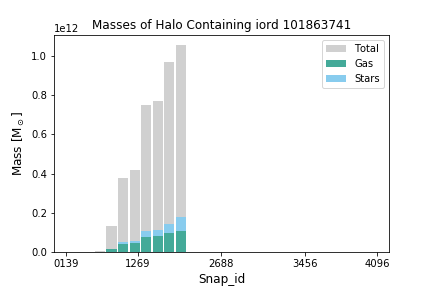 Masses of Halo Containing iord 101863741
1e12
Total
Gas
Stars
1.0
0.8
0.6
0.4
0.2
0.0
Mass [M⊙]
0139 1269 2688 3456 4096
Snap_id